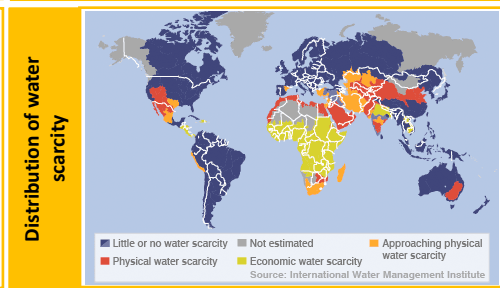 Distribution of water
scarcity
Little or no water scarcity
Not estimated
Approaching physical
water scarcity
Physical water scarcity
Economic water scarcity
Source: International Water Management Institute